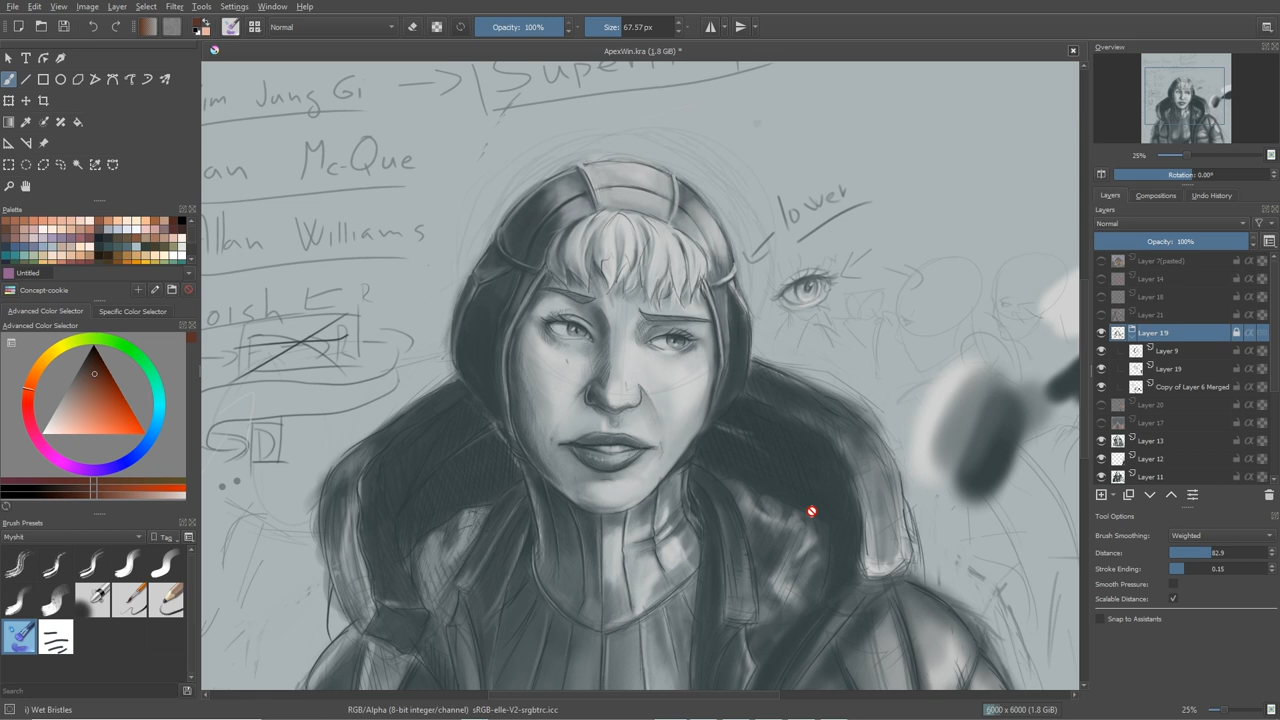 File Edit View Image Layer Select Filter Tools Settings Window Help
Normal
Opacity: 100%
Size: 67.57 px
ApexWin.kra (1.8 GB) *
im Jung Gi
an Mc-Que
llan Williams
lower
Palette
Untitled
Concept-cookie
Advanced Color Selector
Specific Color Selector
Advanced Color Selector
Brush Presets
Myshit
Tag
Search
i) Wet Bristles
RGB/Alpha (8-bit integer/channel) sRGB-elle-V2-srgbtrc.icc
6000 x 6000 (1.8 GiB)
25%
Overview
25%
Rotation: 0.00°
Layers
Compositions
Undo History
Layers
Normal
Opacity: 100%
Layer 7(pasted)
Layer 14
Layer 18
Layer 21
Layer 19
Layer 9
Layer 19
Copy of Layer 6 Merged
Layer 20
Layer 17
Layer 13
Layer 12
Layer 11
Tool Options
Brush Smoothing: Weighted
Distance: 82.9
Stroke Ending: 0.15
Smooth Pressure:
Scalable Distance:
Snap to Assistants